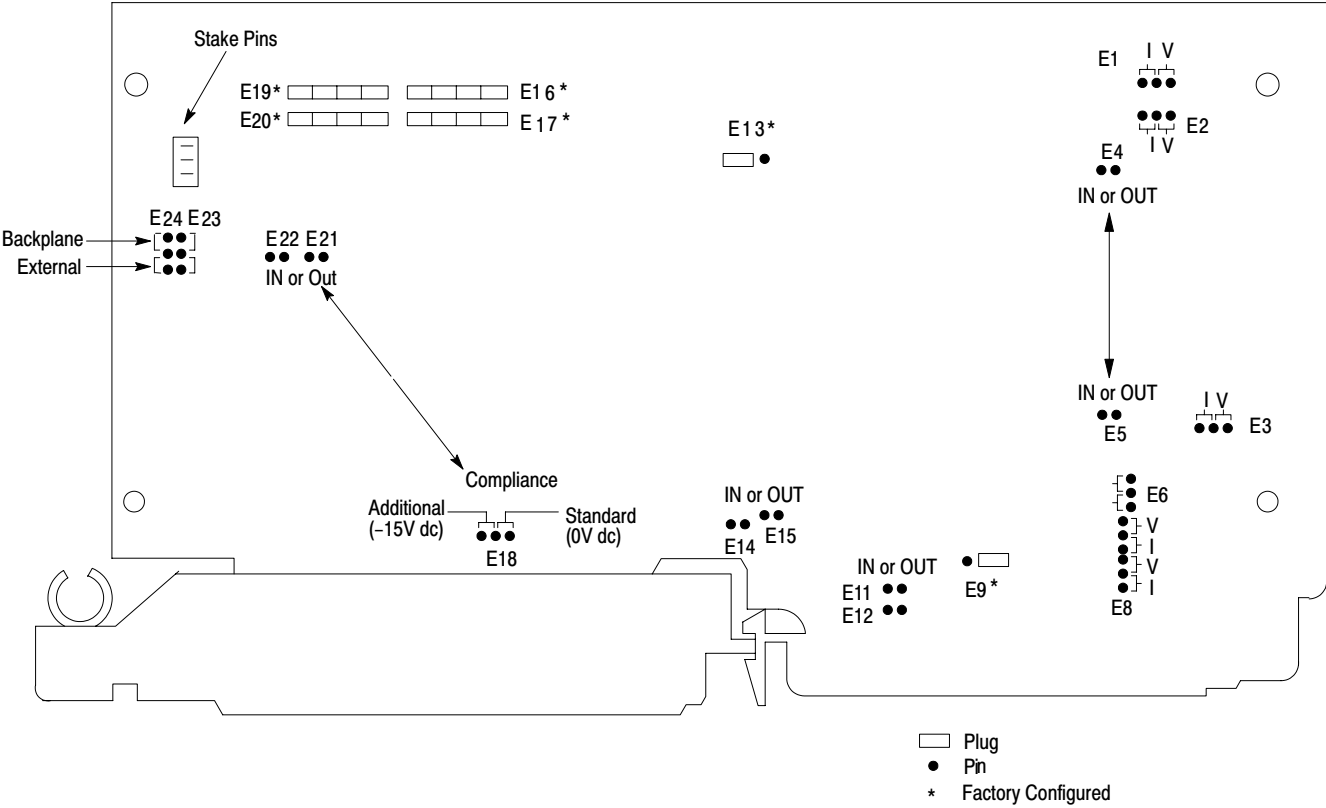 Stake Pins
E1 I V
E19* E16*
E20* E17*
E13*
E2
I V
E4
IN or OUT
E24 E23
Backplane
External
E22 E21
IN or Out
IN or OUT
E5
I V
E3
Compliance
Additional
(–15V dc)
Standard
(0V dc)
E18
IN or OUT
E14 E15
E6
V
I
V
I
E8
IN or OUT
E11
E12
E9*
Plug
Pin
* Factory Configured